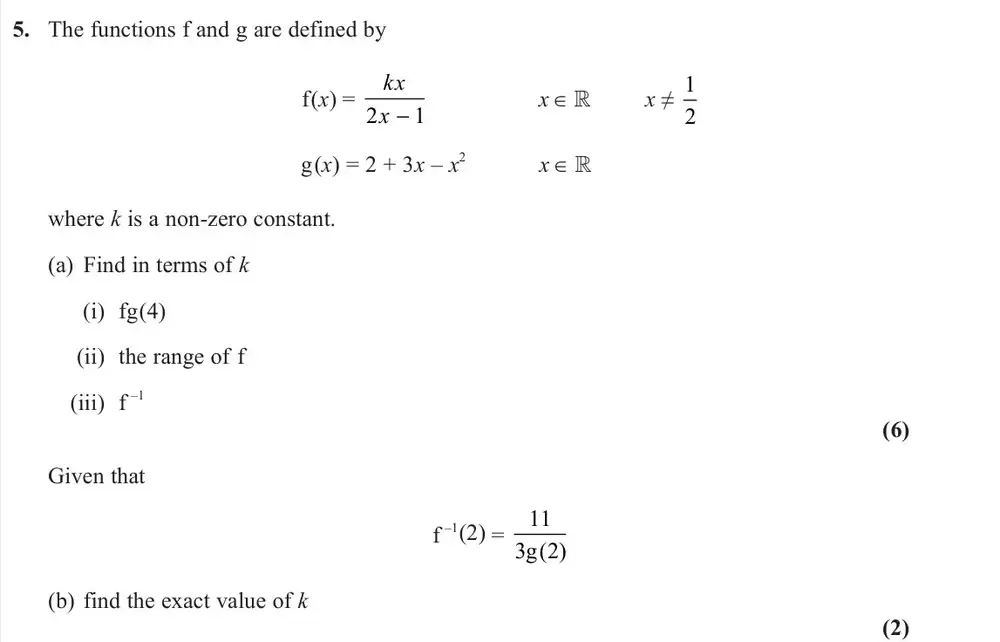 5. The functions f and g are defined by
f(x) = kx / (2x − 1)    x ∈ ℝ    x ≠ 1/2
g(x) = 2 + 3x − x²    x ∈ ℝ
where k is a non-zero constant.
(a) Find in terms of k
(i) fg(4)
(ii) the range of f
(iii) f⁻¹
(6)
Given that
f⁻¹(2) = 11 / 3g(2)
(b) find the exact value of k
(2)